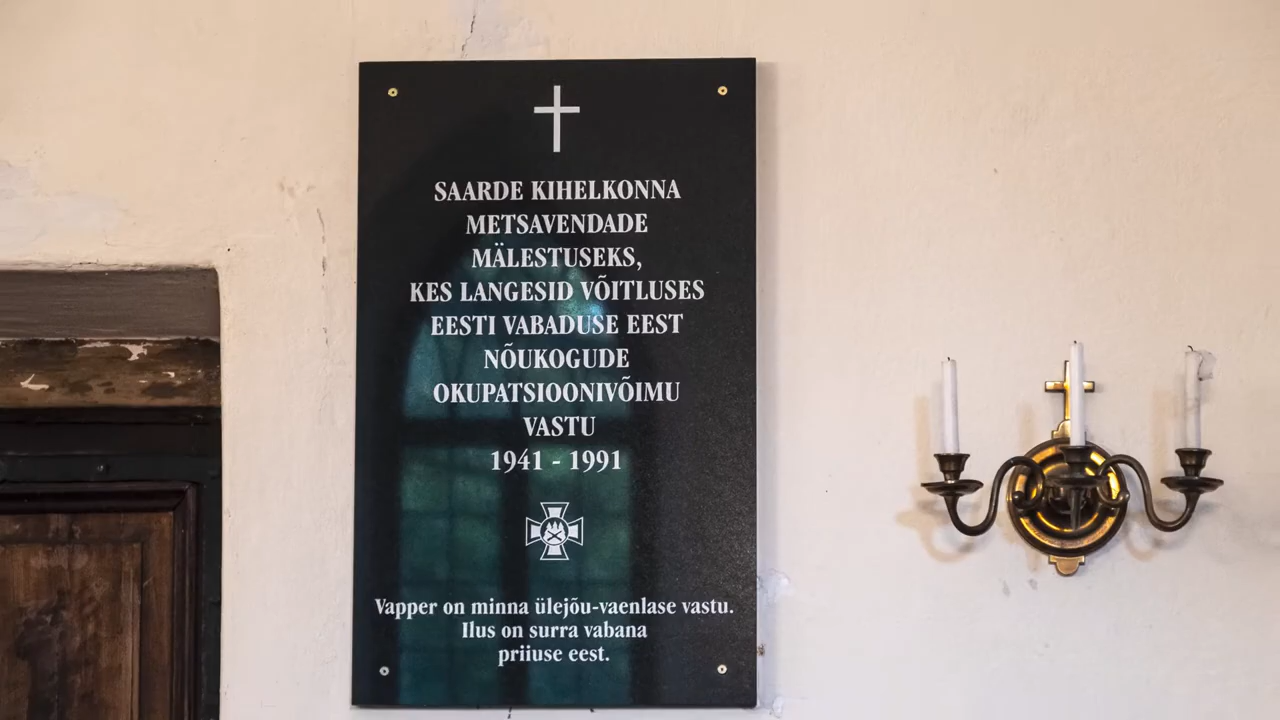 SAARDE KIHELKONNA
METSAVENDADE
MÄLESTUSEKS,
KES LANGESID VÕITLUSES
EESTI VABADUSE EEST
NÕUKOGUDE
OKUPATSIOONIVÕIMU
VASTU
1941 - 1991
Vapper on minna ülejõu-vaenlase vastu.
Ilus on surra vabana
priiuse eest.